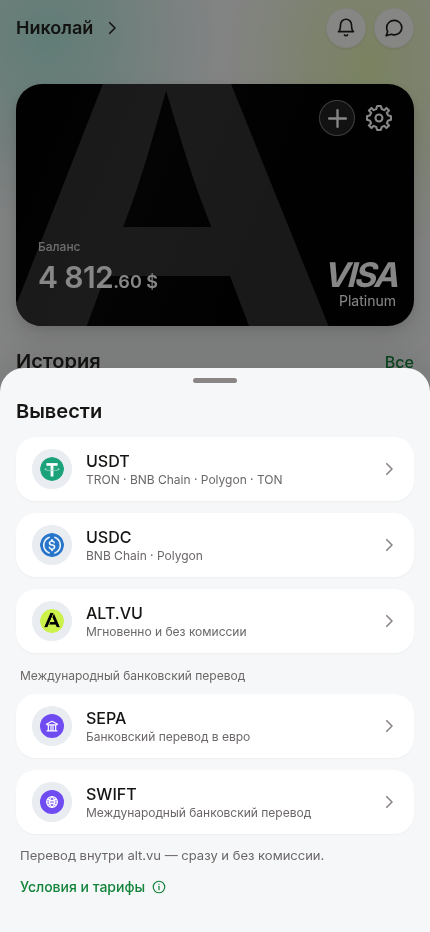 Николай
Баланс
4 812.60 $
VISA
Platinum
История
Все
Вывести
USDT
TRON · BNB Chain · Polygon · TON
USDC
BNB Chain · Polygon
ALT.VU
Мгновенно и без комиссии
Международный банковский перевод
SEPA
Банковский перевод в евро
SWIFT
Международный банковский перевод
Перевод внутри alt.vu — сразу и без комиссии.
Условия и тарифы